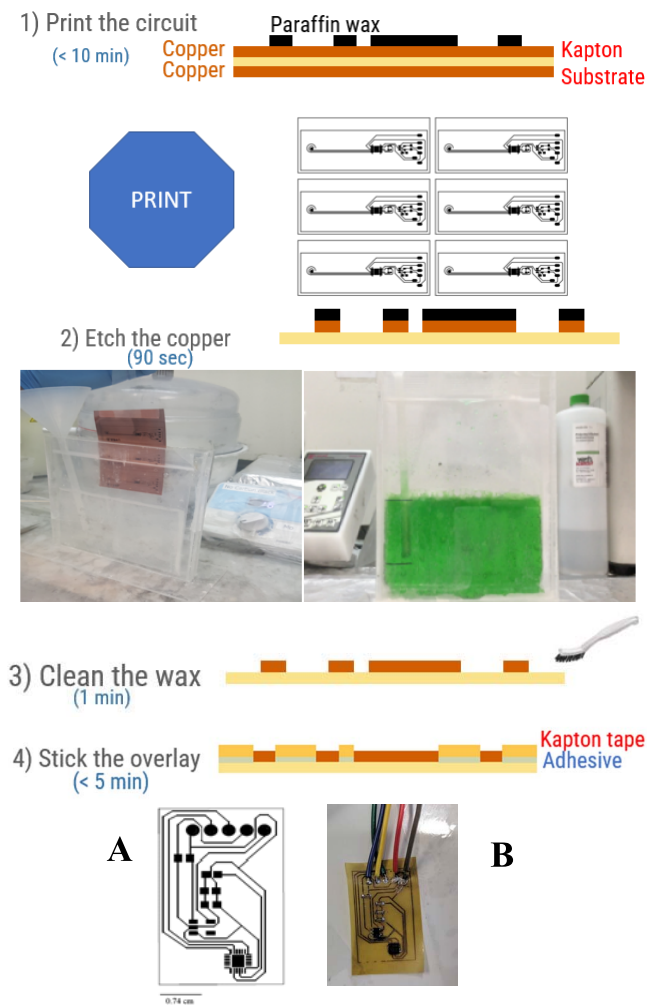 1) Print the circuit
(< 10 min)
Paraffin wax
Copper
Copper
Kapton
Substrate
PRINT
2) Etch the copper
(90 sec)
3) Clean the wax
(1 min)
4) Stick the overlay
(< 5 min)
Kapton tape
Adhesive
A
B
0.74 cm